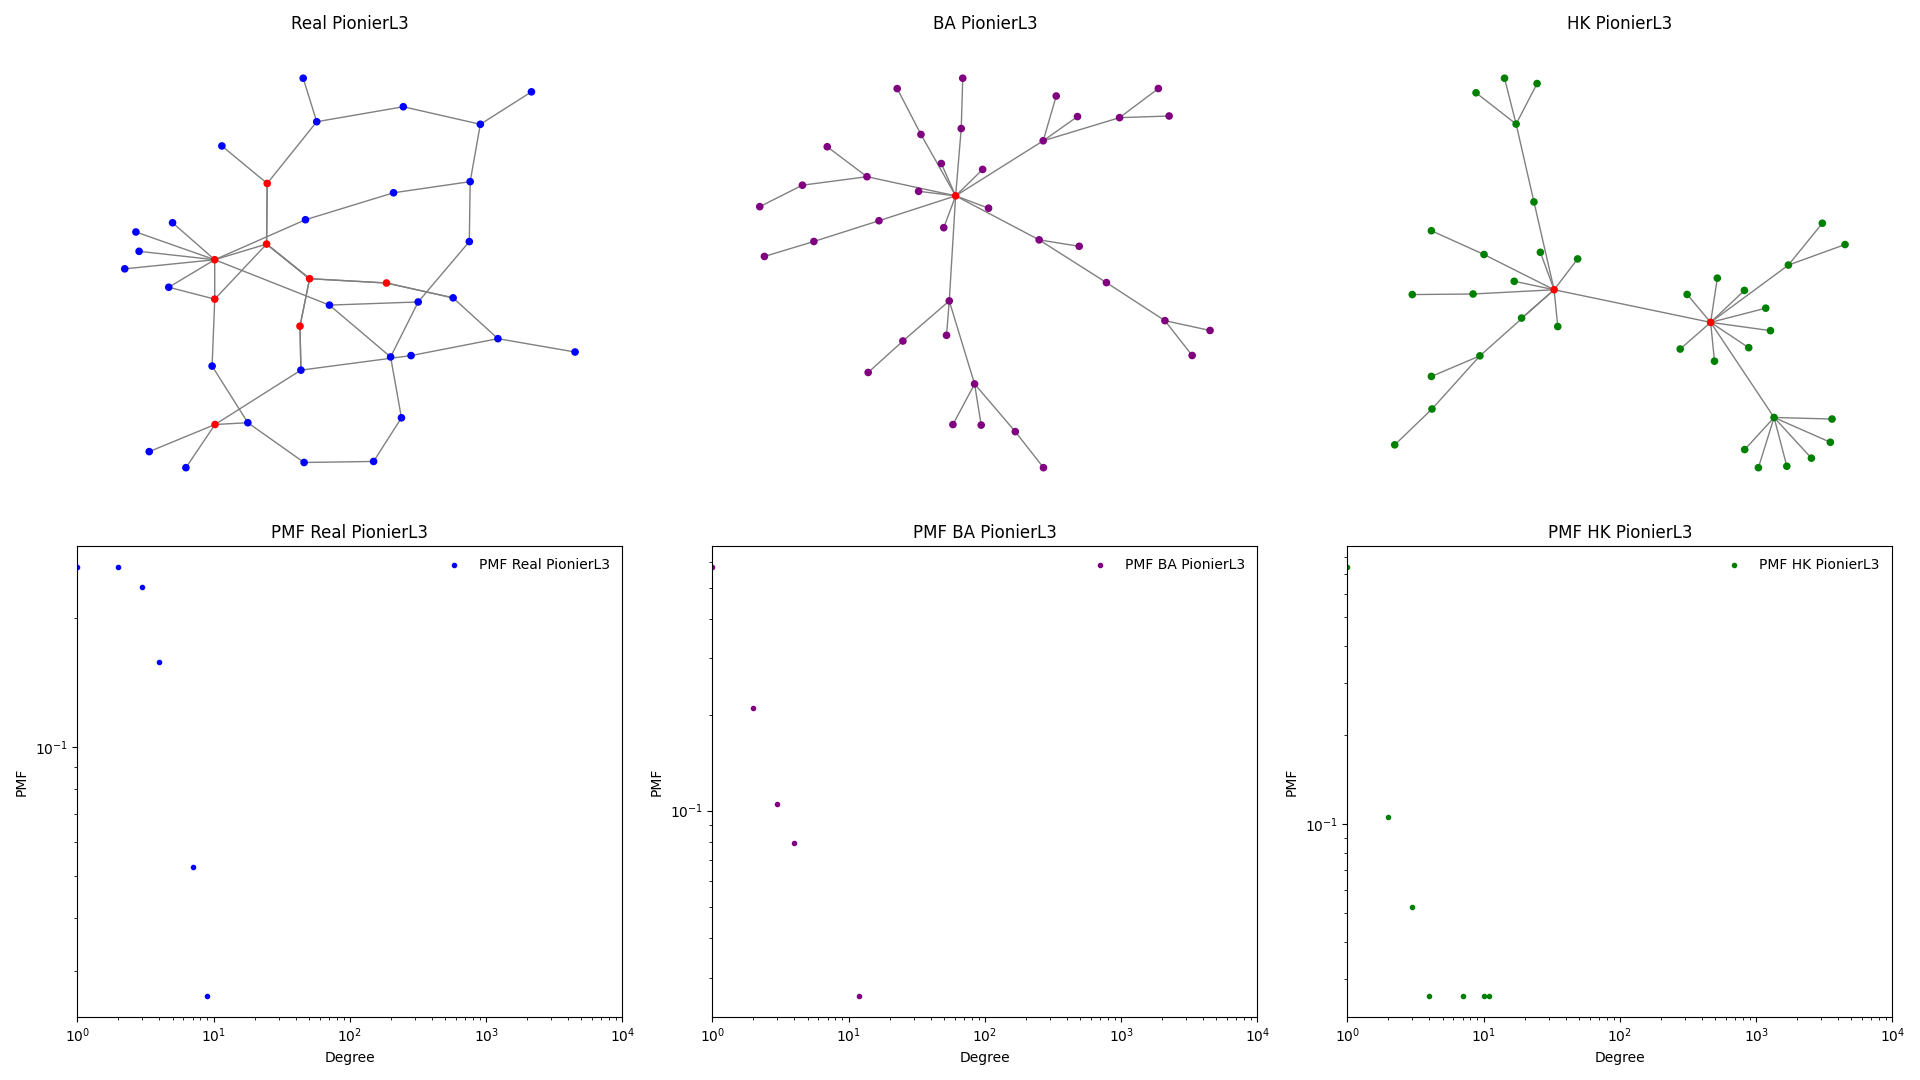 Real PionierL3
BA PionierL3
HK PionierL3
PMF Real PionierL3
PMF Real PionierL3
10⁻¹
PMF
10⁰ 10¹ 10² 10³ 10⁴
Degree
PMF BA PionierL3
PMF BA PionierL3
10⁻¹
PMF
10⁰ 10¹ 10² 10³ 10⁴
Degree
PMF HK PionierL3
PMF HK PionierL3
10⁻¹
PMF
10⁰ 10¹ 10² 10³ 10⁴
Degree